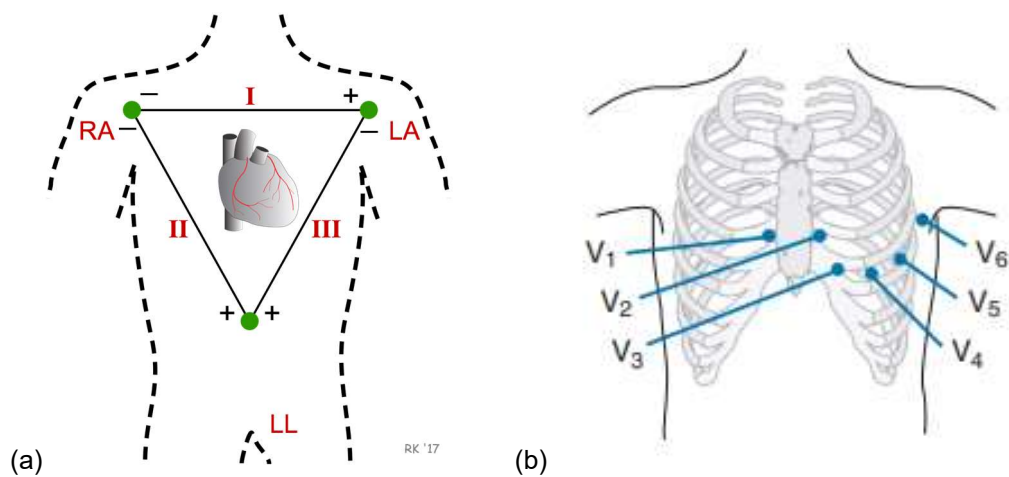 I
− +
RA − − LA
II III
+ +
LL
RK '17
(a)
V₁
V₂
V₃
V₆
V₅
V₄
(b)